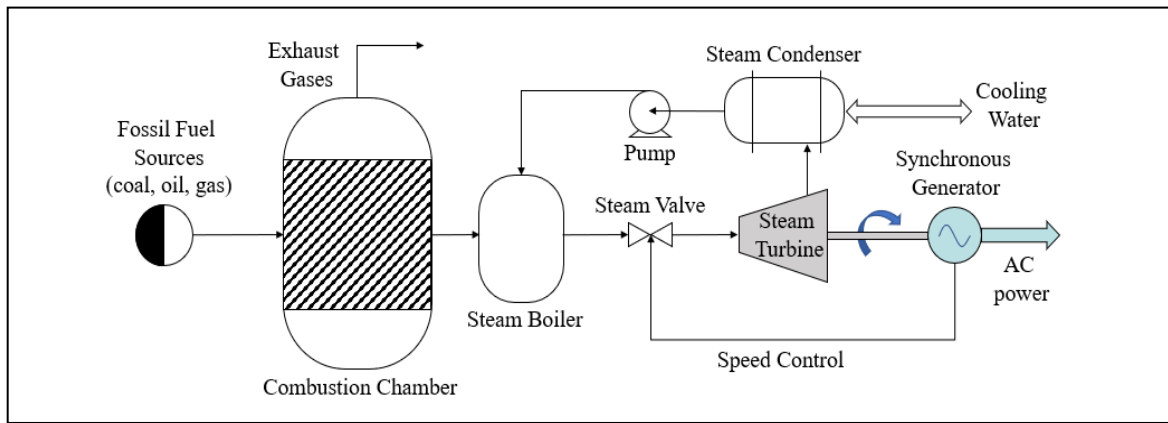 Exhaust
Gases
Fossil Fuel
Sources
(coal, oil, gas)
Combustion Chamber
Steam Boiler
Pump
Steam Condenser
Cooling
Water
Steam Valve
Steam
Turbine
Synchronous
Generator
AC
power
Speed Control